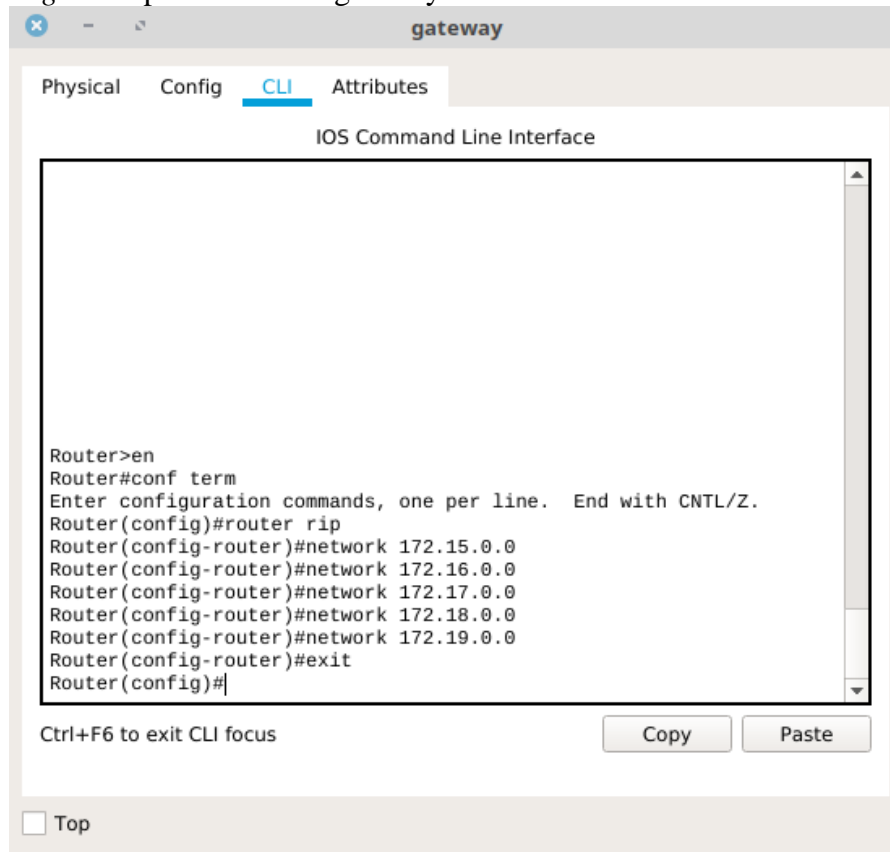 gateway
Physical Config CLI Attributes
IOS Command Line Interface
Router>en
Router#conf term
Enter configuration commands, one per line.  End with CNTL/Z.
Router(config)#router rip
Router(config-router)#network 172.15.0.0
Router(config-router)#network 172.16.0.0
Router(config-router)#network 172.17.0.0
Router(config-router)#network 172.18.0.0
Router(config-router)#network 172.19.0.0
Router(config-router)#exit
Router(config)#
Ctrl+F6 to exit CLI focus
Copy Paste
Top